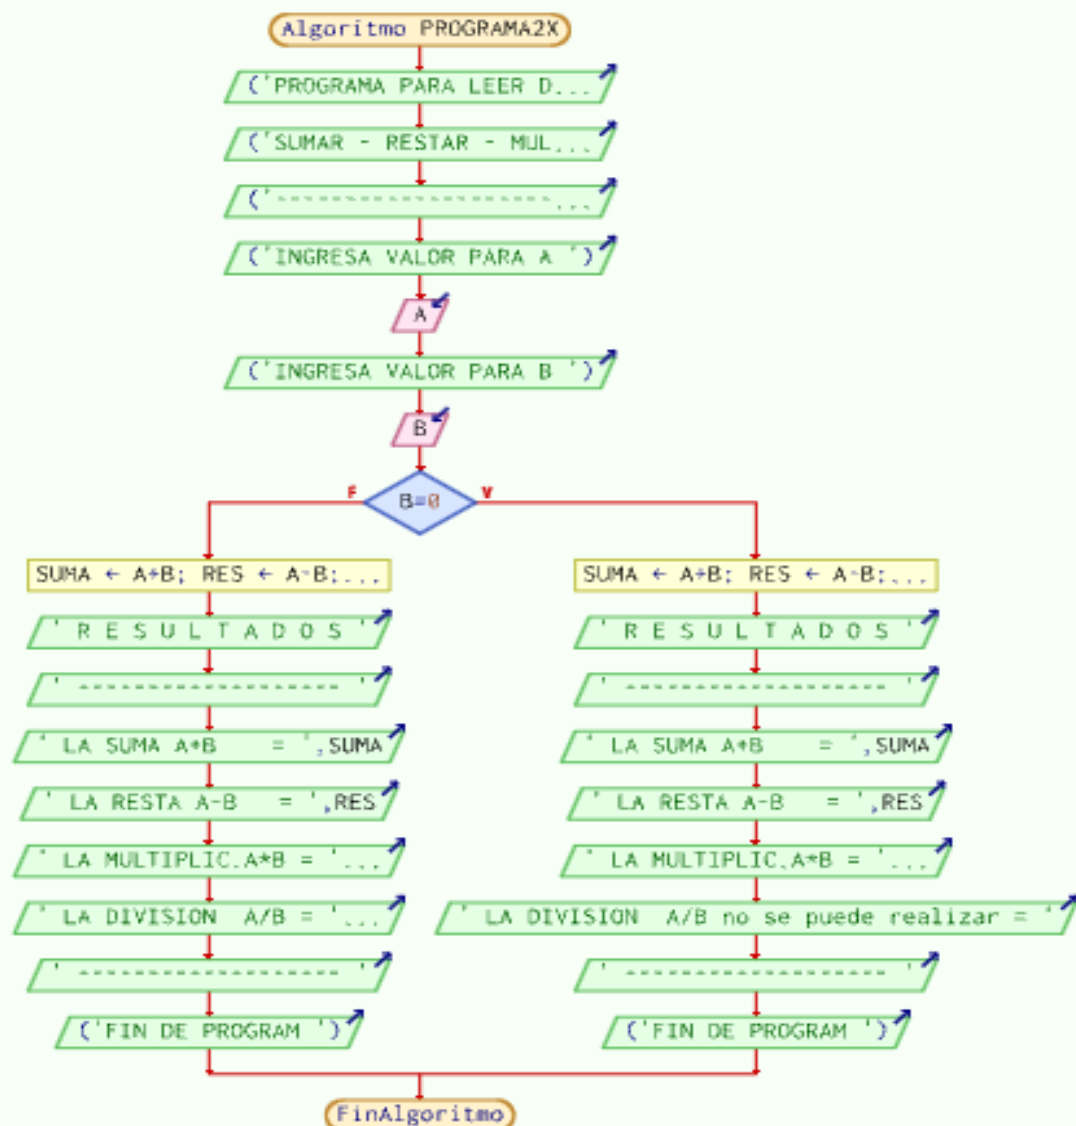 Algoritmo PROGRAMA2X
('PROGRAMA PARA LEER D...
('SUMAR - RESTAR - MUL...
('--------------------...
('INGRESA VALOR PARA A ')
A
('INGRESA VALOR PARA B ')
B
F
B=0
V
SUMA ← A+B; RES ← A-B;...
' R E S U L T A D O S '
' ------------------- '
' LA SUMA A+B    = ',SUMA
' LA RESTA A-B   = ',RES
' LA MULTIPLIC.A*B = '...
' LA DIVISION  A/B = '...
' ------------------- '
('FIN DE PROGRAM ')
SUMA ← A+B; RES ← A-B;...
' R E S U L T A D O S '
' ------------------- '
' LA SUMA A+B    = ',SUMA
' LA RESTA A-B   = ',RES
' LA MULTIPLIC.A*B = '...
' LA DIVISION  A/B no se puede realizar = '
' ------------------- '
('FIN DE PROGRAM ')
FinAlgoritmo